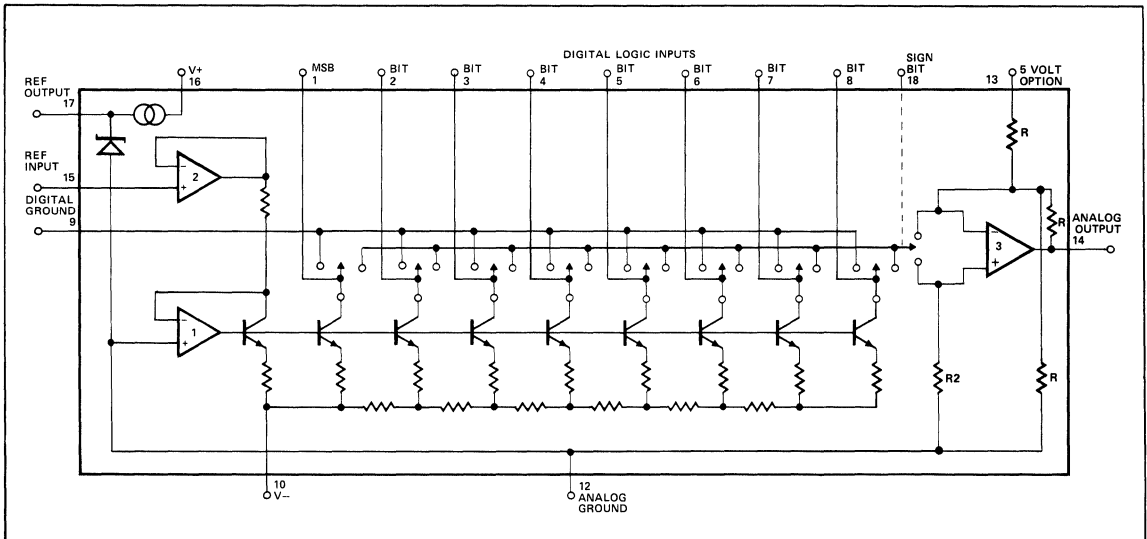 DIGITAL LOGIC INPUTS
V+
16
MSB
1
BIT
2
BIT
3
BIT
4
BIT
5
BIT
6
BIT
7
BIT
8
SIGN
BIT
18
13
5 VOLT
OPTION
REF
OUTPUT
17
R
REF
INPUT
15
−
2
+
DIGITAL
GROUND
9
R
ANALOG
OUTPUT
14
−
3
+
−
1
+
R2
R
10
V−
12
ANALOG
GROUND